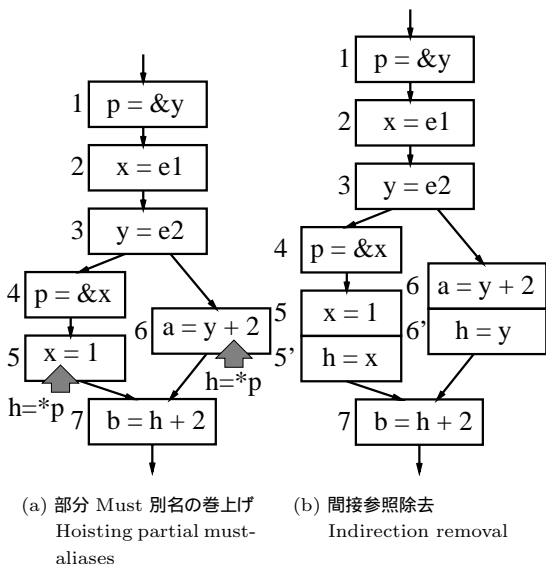 1 p = &y
2 x = e1
3 y = e2
4 p = &x
5 x = 1
6 a = y + 2
h=*p
h=*p
7 b = h + 2
(a) 部分 Must 別名の巻上げ
Hoisting partial must-
aliases
1 p = &y
2 x = e1
3 y = e2
4 p = &x
5 x = 1
5' h = x
6 a = y + 2
6' h = y
7 b = h + 2
(b) 間接参照除去
Indirection removal